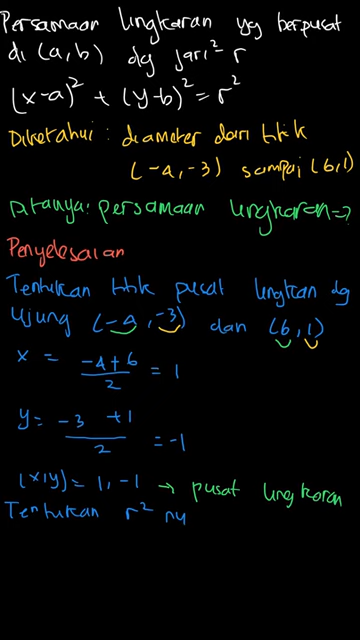 Persamaan lingkaran yg berpusat
di (a, b) dg jari² r
(x-a)² + (y-b)² = r²
Diketahui : diameter dari titik
(-4, -3) sampai (6, 1)
Ditanya : persamaan lingkaran =>
Penyelesaian
Tentukan titik pusat lingkran dg
ujung (-4, -3) dan (6, 1)
x = -4+6/2 = 1
y = -3 +1/2 = -1
(x, y) = 1, -1 → pusat lingkaran
Tentukan r² ny